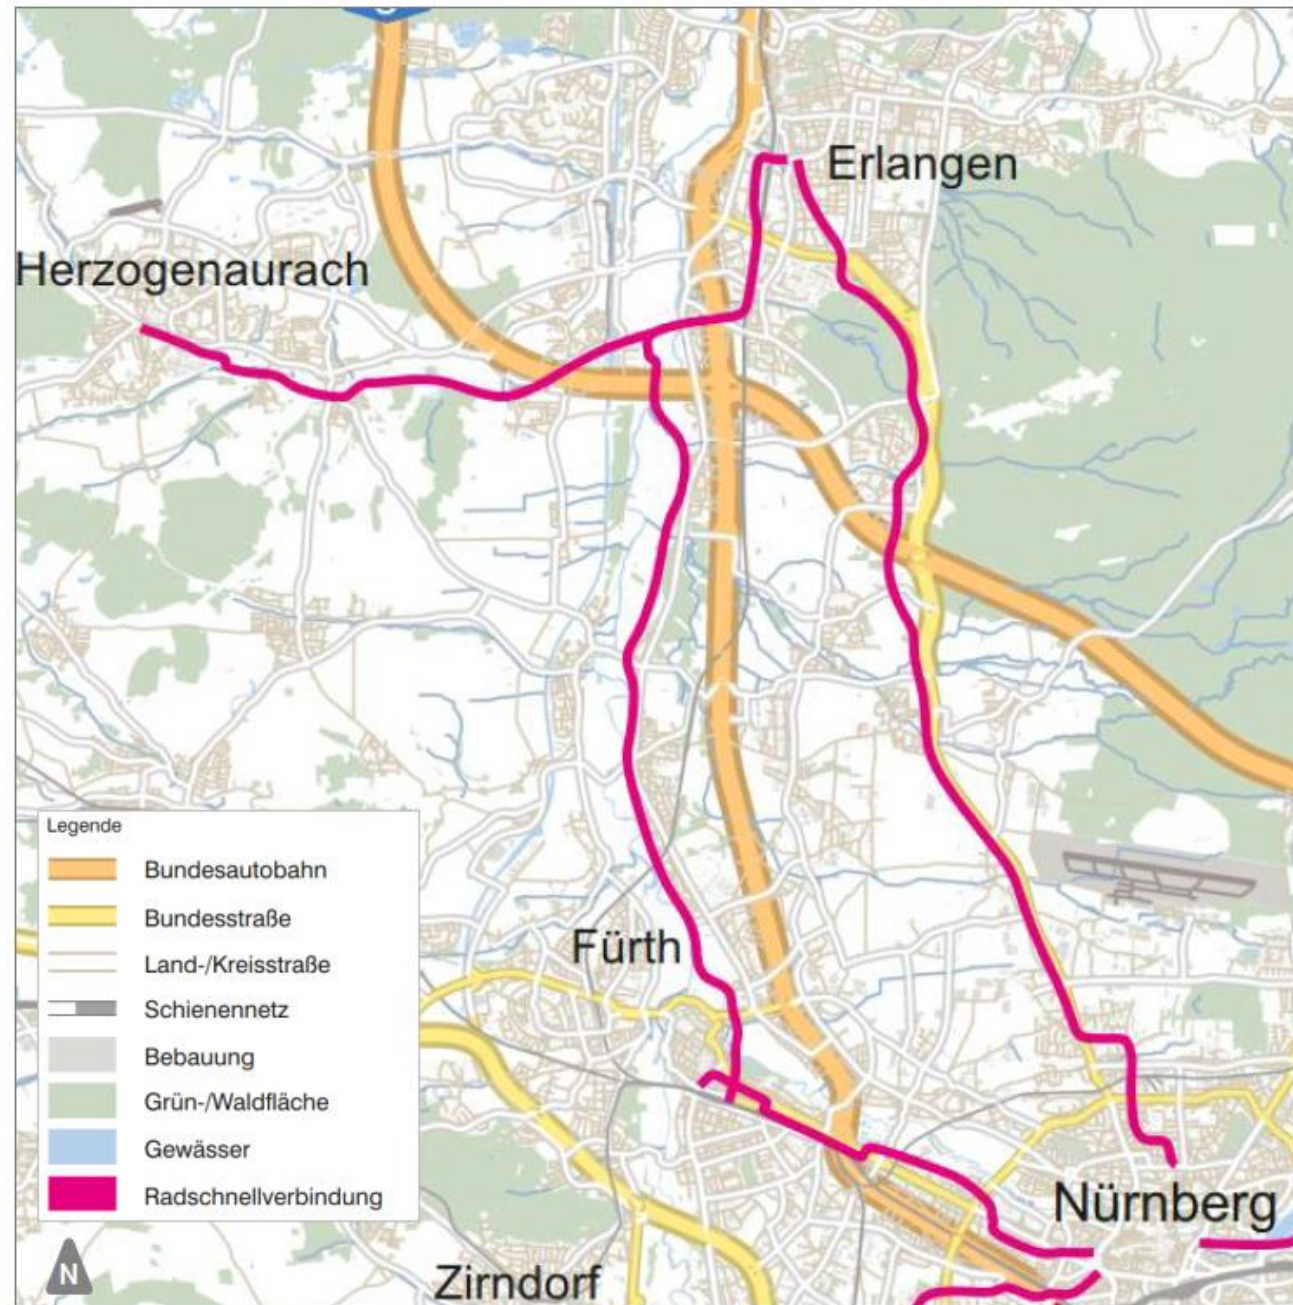 Erlangen
Herzogenaurach
Legende
Bundesautobahn
Bundesstraße
Land-/Kreisstraße
Schienennetz
Bebauung
Grün-/Waldfläche
Gewässer
Radschnellverbindung
Fürth
Nürnberg
Zirndorf
N